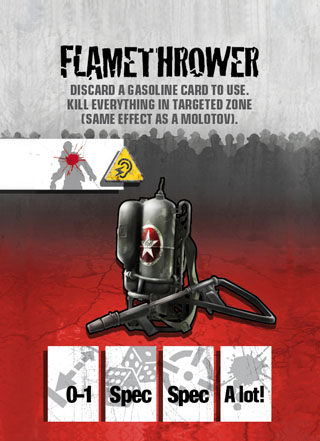 FLAMETHROWER
DISCARD A GASOLINE CARD TO USE.
KILL EVERYTHING IN TARGETED ZONE
(SAME EFFECT AS A MOLOTOV).
0-1 Spec Spec A lot!